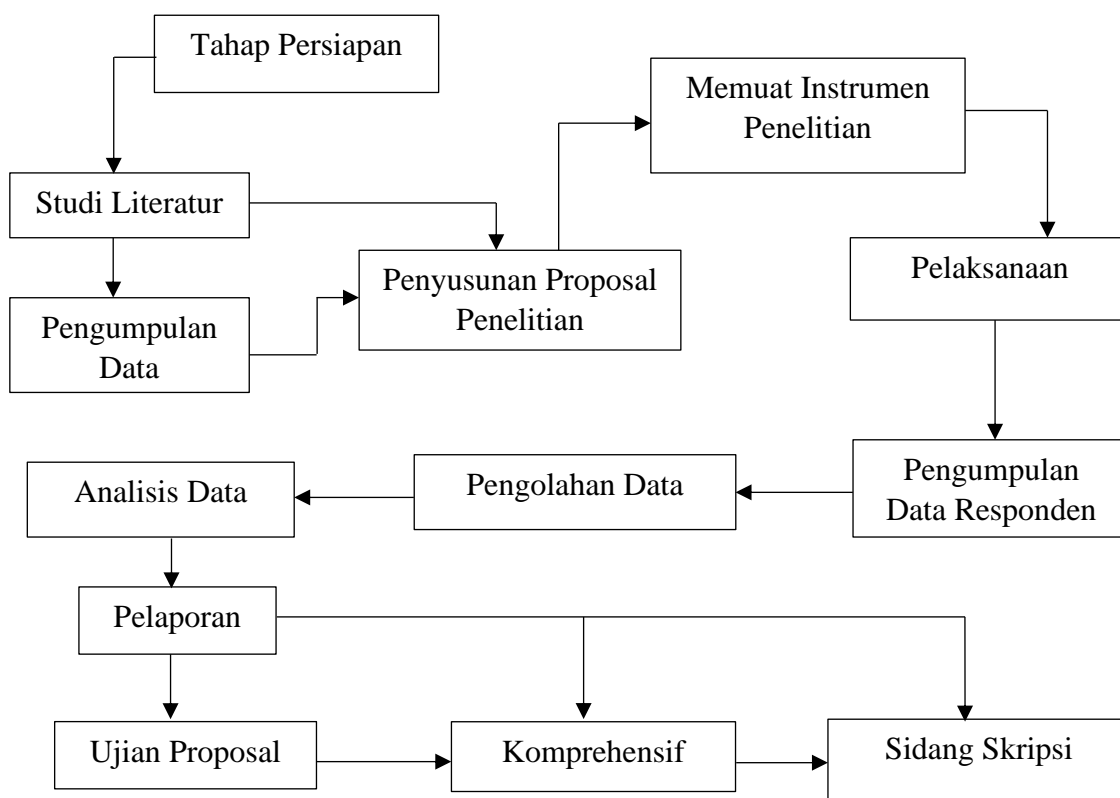 Tahap Persiapan
Memuat Instrumen
Penelitian
Studi Literatur
Penyusunan Proposal
Penelitian
Pelaksanaan
Pengumpulan
Data
Analisis Data
Pengolahan Data
Pengumpulan
Data Responden
Pelaporan
Ujian Proposal
Komprehensif
Sidang Skripsi